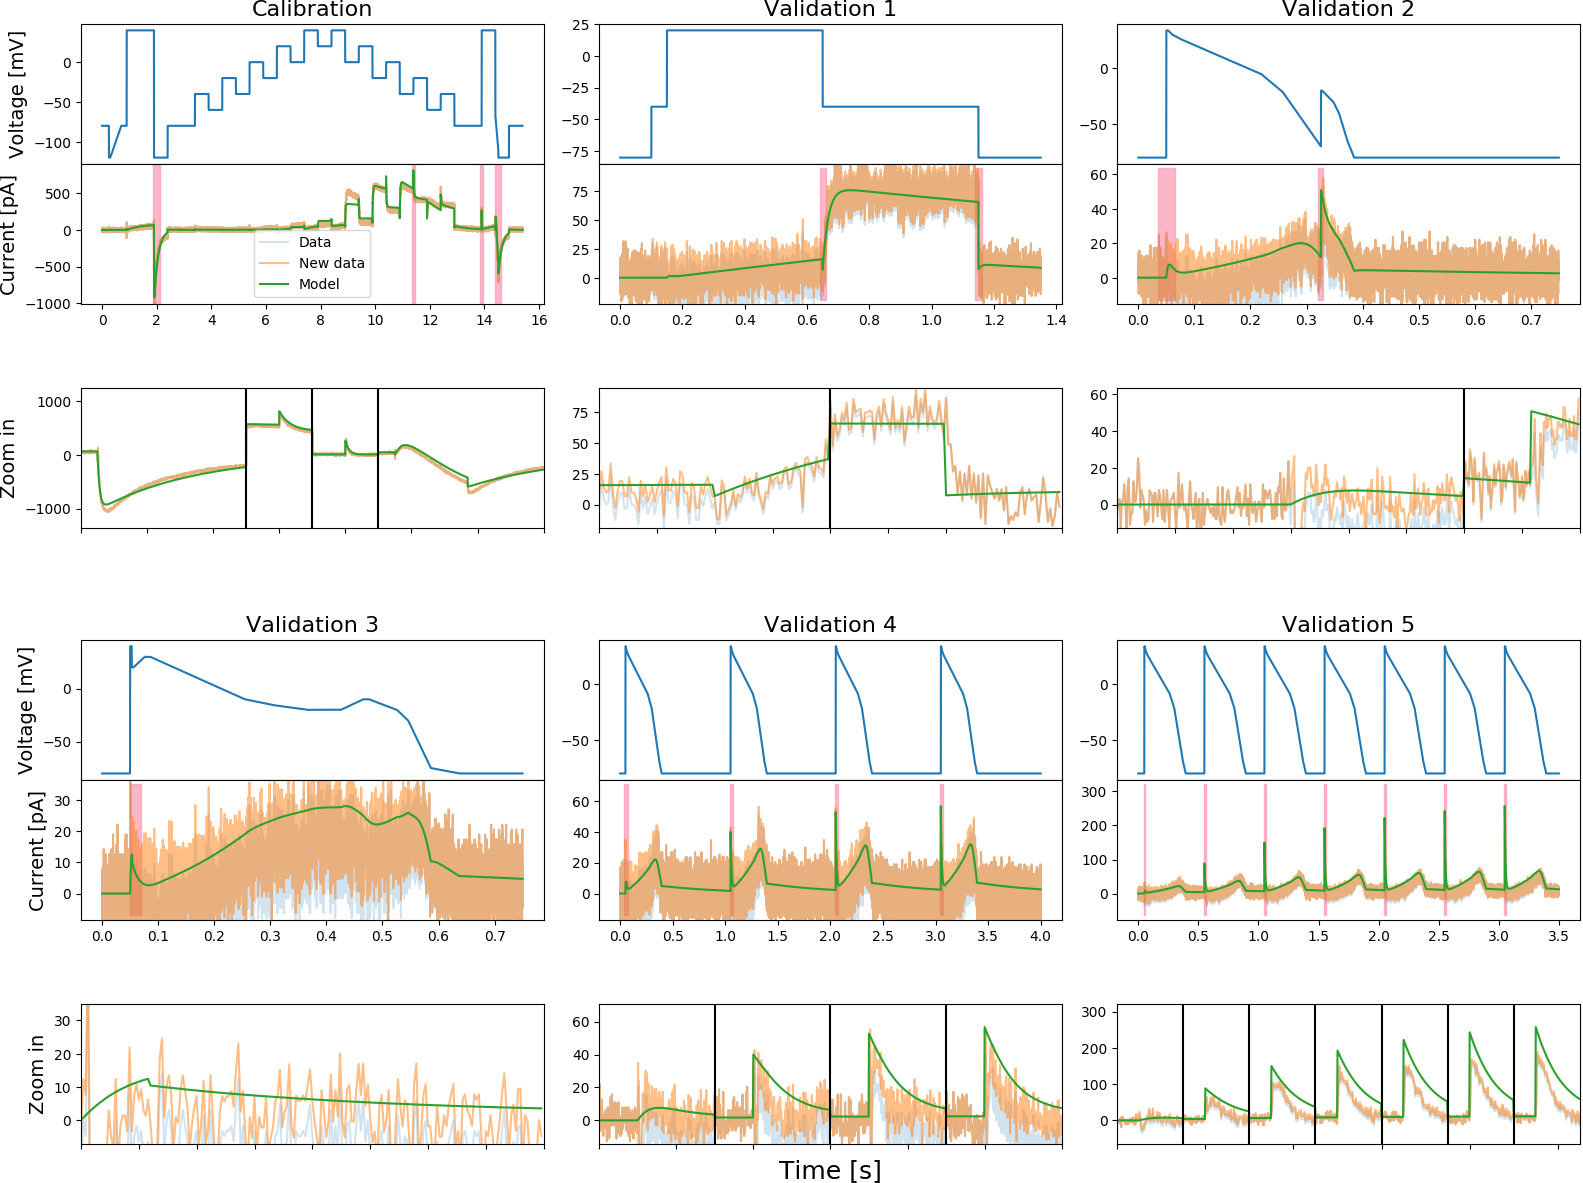 Calibration
Validation 1
Validation 2
Voltage [mV]
0
−50
−100
25
0
−25
−50
−75
0
−50
Current [pA]
500
0
−500
−1000
Data
New data
Model
75
50
25
0
60
40
20
0
0 2 4 6 8 10 12 14 16
0.0 0.2 0.4 0.6 0.8 1.0 1.2 1.4
0.0 0.1 0.2 0.3 0.4 0.5 0.6 0.7
Zoom in
1000
0
−1000
75
50
25
0
60
40
20
0
Validation 3
Validation 4
Validation 5
Voltage [mV]
0
−50
0
−50
0
−50
Current [pA]
30
20
10
0
60
40
20
0
300
200
100
0
0.0 0.1 0.2 0.3 0.4 0.5 0.6 0.7
0.0 0.5 1.0 1.5 2.0 2.5 3.0 3.5 4.0
0.0 0.5 1.0 1.5 2.0 2.5 3.0 3.5
Zoom in
30
20
10
0
60
40
20
0
300
200
100
0
Time [s]